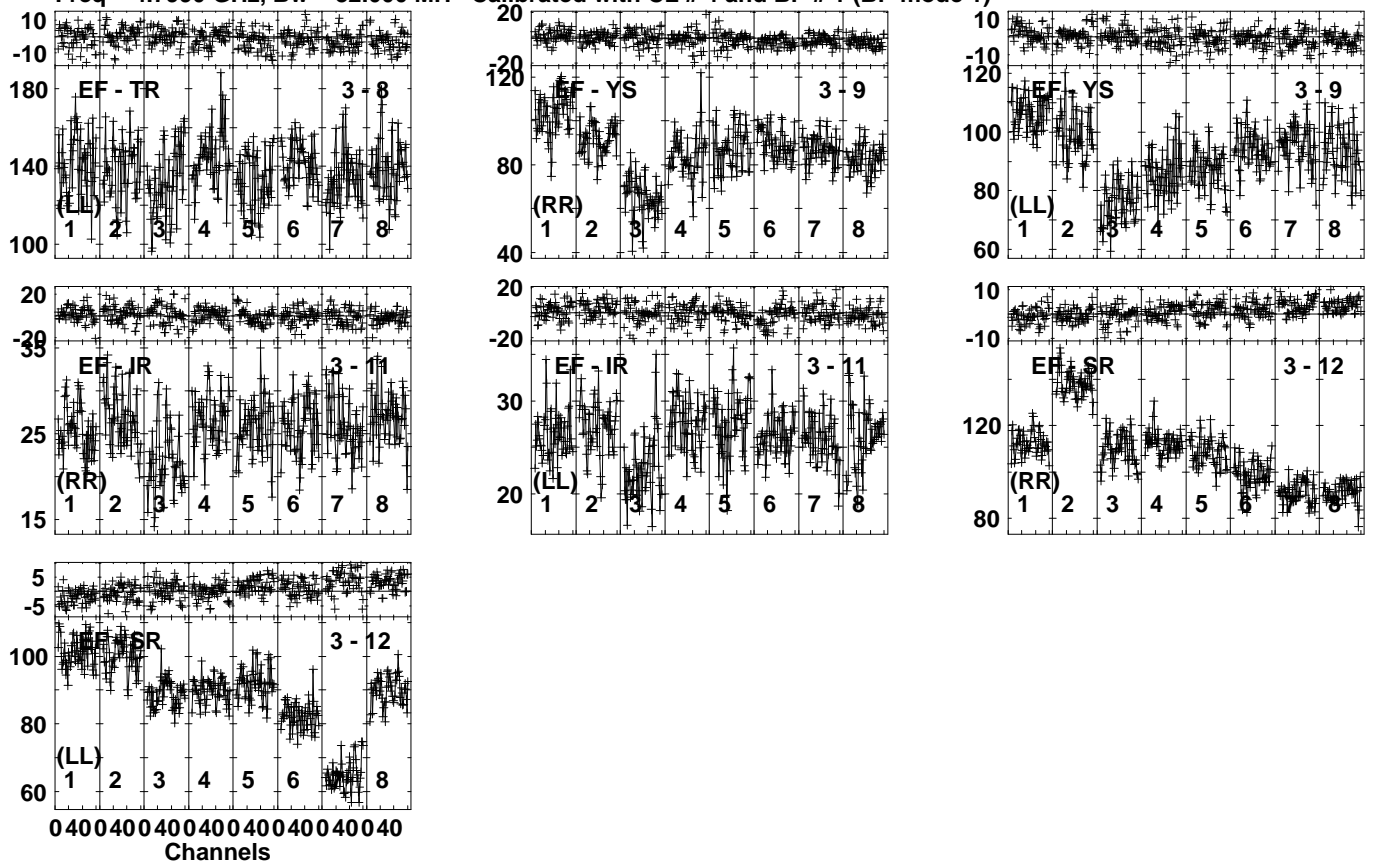 10 20 10
-10 -20 -10
180 EF - TR 3 - 8 120 EF - YS 3 - 9 120 EF - YS 3 - 9
140 80 100
80
(LL) (RR) (LL)
100 1 2 3 4 5 6 7 8 40 1 2 3 4 5 6 7 8 60 1 2 3 4 5 6 7 8
20 20 10
-20 -20 -10
35 EF - IR 3 - 11 EF - IR 3 - 11 EF - SR 3 - 12
25 30 120
(RR) (LL) (RR)
15 1 2 3 4 5 6 7 8 20 1 2 3 4 5 6 7 8 80 1 2 3 4 5 6 7 8
5
-5
EF - SR 3 - 12
100
80
(LL)
60 1 2 3 4 5 6 7 8
0 40 0 40 0 40 0 40 0 40 0 40 0 40 0 40
Channels